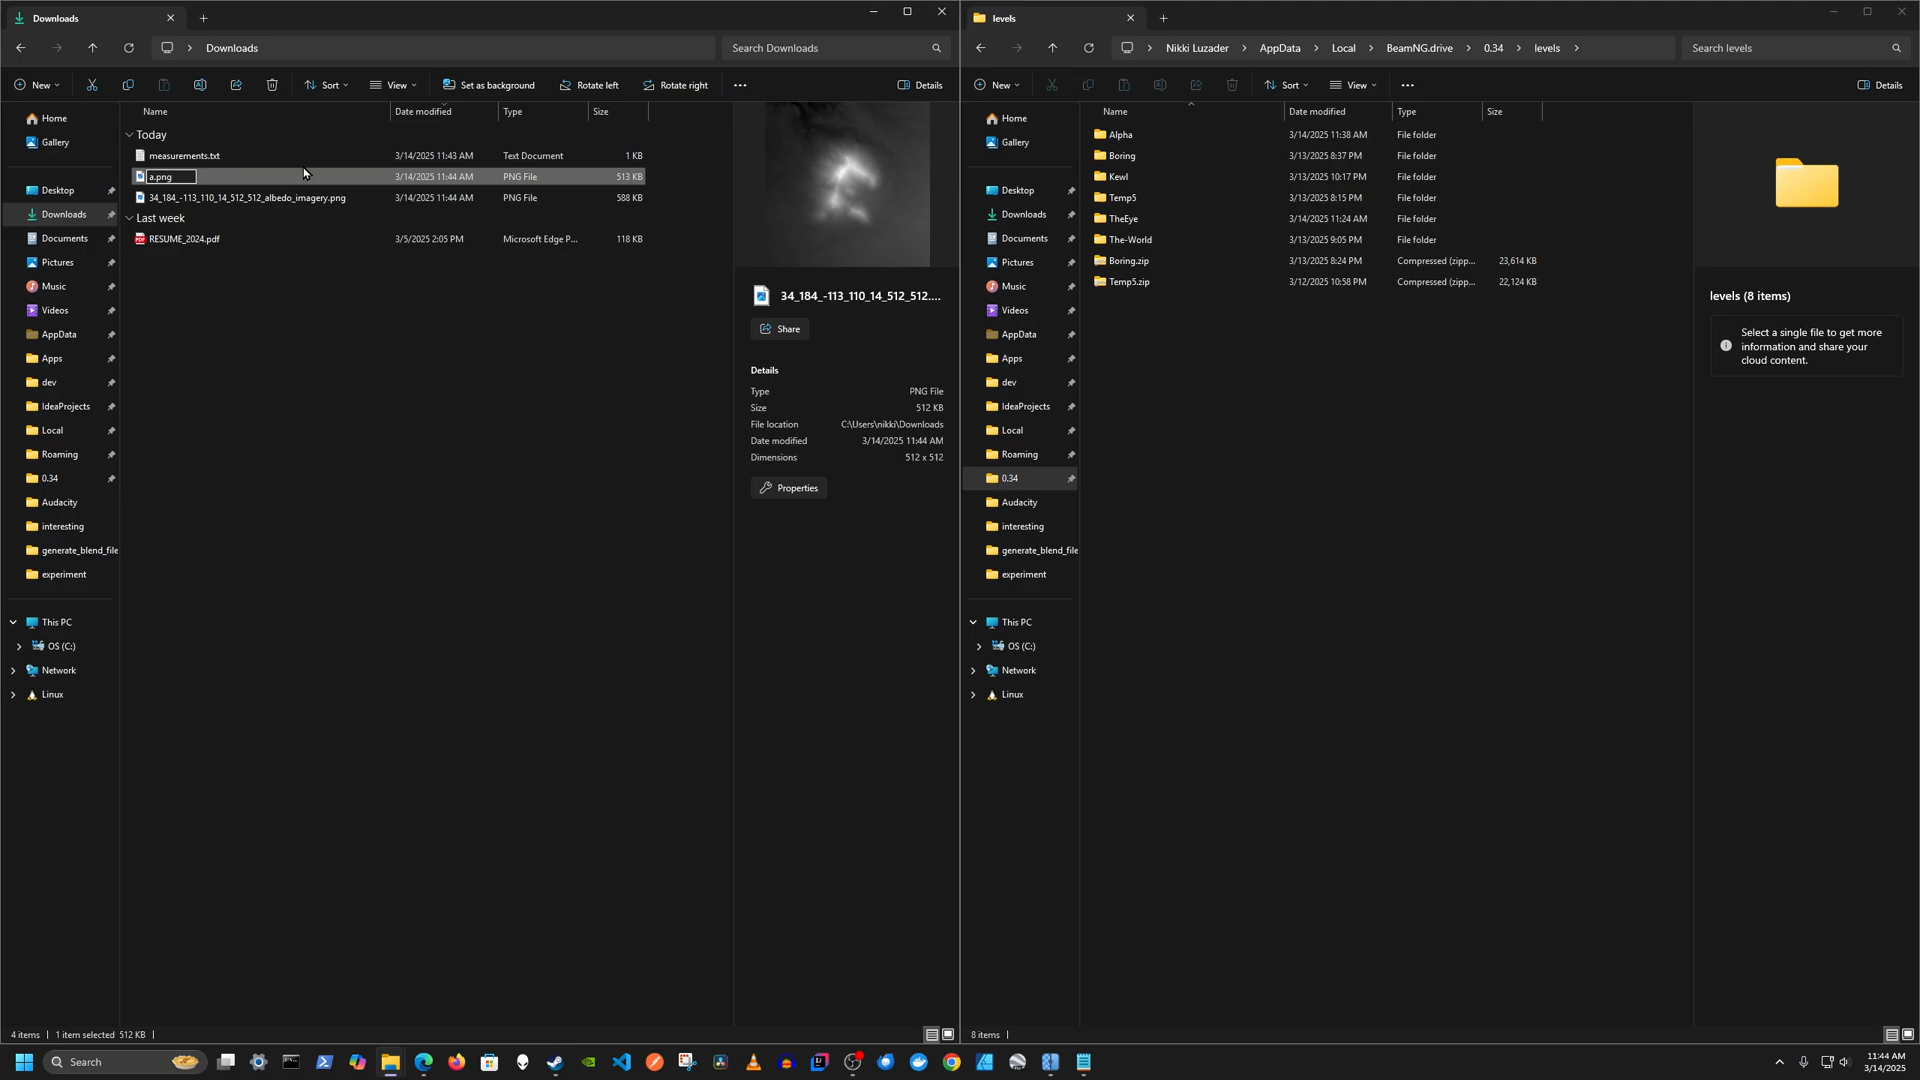 Downloads
Downloads
Search Downloads
New
Sort
View
Set as background
Rotate left
Rotate right
Details
Home
Gallery
Desktop
Downloads
Documents
Pictures
Music
Videos
AppData
Apps
dev
IdeaProjects
Local
Roaming
0.34
Audacity
interesting
generate_blend_file
experiment
This PC
OS (C:)
Network
Linux
Name Date modified Type Size
Today
measurements.txt 3/14/2025 11:43 AM Text Document 1 KB
a.png 3/14/2025 11:44 AM PNG File 513 KB
34_184_-113_110_14_512_512_albedo_imagery.png 3/14/2025 11:44 AM PNG File 588 KB
Last week
RESUME_2024.pdf 3/5/2025 2:05 PM Microsoft Edge P... 118 KB
34_184_-113_110_14_512_512....
Share
Details
Type PNG File
Size 512 KB
File location C:\Users\nikki\Downloads
Date modified 3/14/2025 11:44 AM
Dimensions 512 x 512
Properties
4 items 1 item selected 512 KB
levels
Nikki Luzader > AppData > Local > BeamNG.drive > 0.34 > levels >
Search levels
New
Sort
View
Details
Home
Gallery
Desktop
Downloads
Documents
Pictures
Music
Videos
AppData
Apps
dev
IdeaProjects
Local
Roaming
0.34
Audacity
interesting
generate_blend_file
experiment
This PC
OS (C:)
Network
Linux
Name Date modified Type Size
Alpha 3/14/2025 11:38 AM File folder
Boring 3/13/2025 8:37 PM File folder
Kewl 3/13/2025 10:17 PM File folder
Temp5 3/13/2025 8:15 PM File folder
TheEye 3/14/2025 11:24 AM File folder
The-World 3/13/2025 9:05 PM File folder
Boring.zip 3/13/2025 8:24 PM Compressed (zipp... 23,614 KB
Temp5.zip 3/12/2025 10:58 PM Compressed (zipp... 22,124 KB
levels (8 items)
Select a single file to get more
information and share your
cloud content.
8 items
Search
11:44 AM
3/14/2025